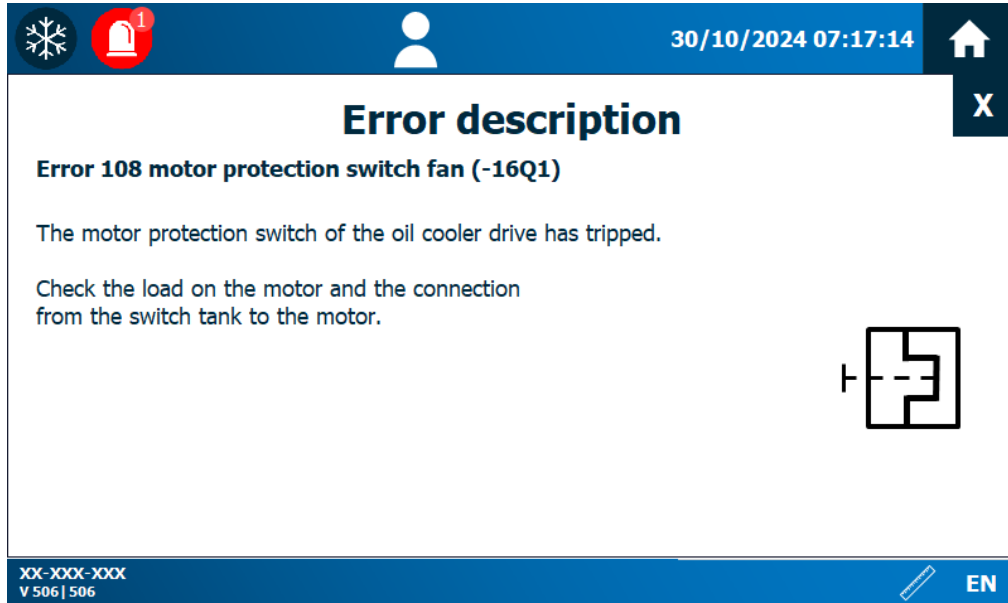 1
30/10/2024 07:17:14
X
Error description
Error 108 motor protection switch fan (-16Q1)
The motor protection switch of the oil cooler drive has tripped.
Check the load on the motor and the connection
from the switch tank to the motor.
XX-XXX-XXX
V 506|506
EN